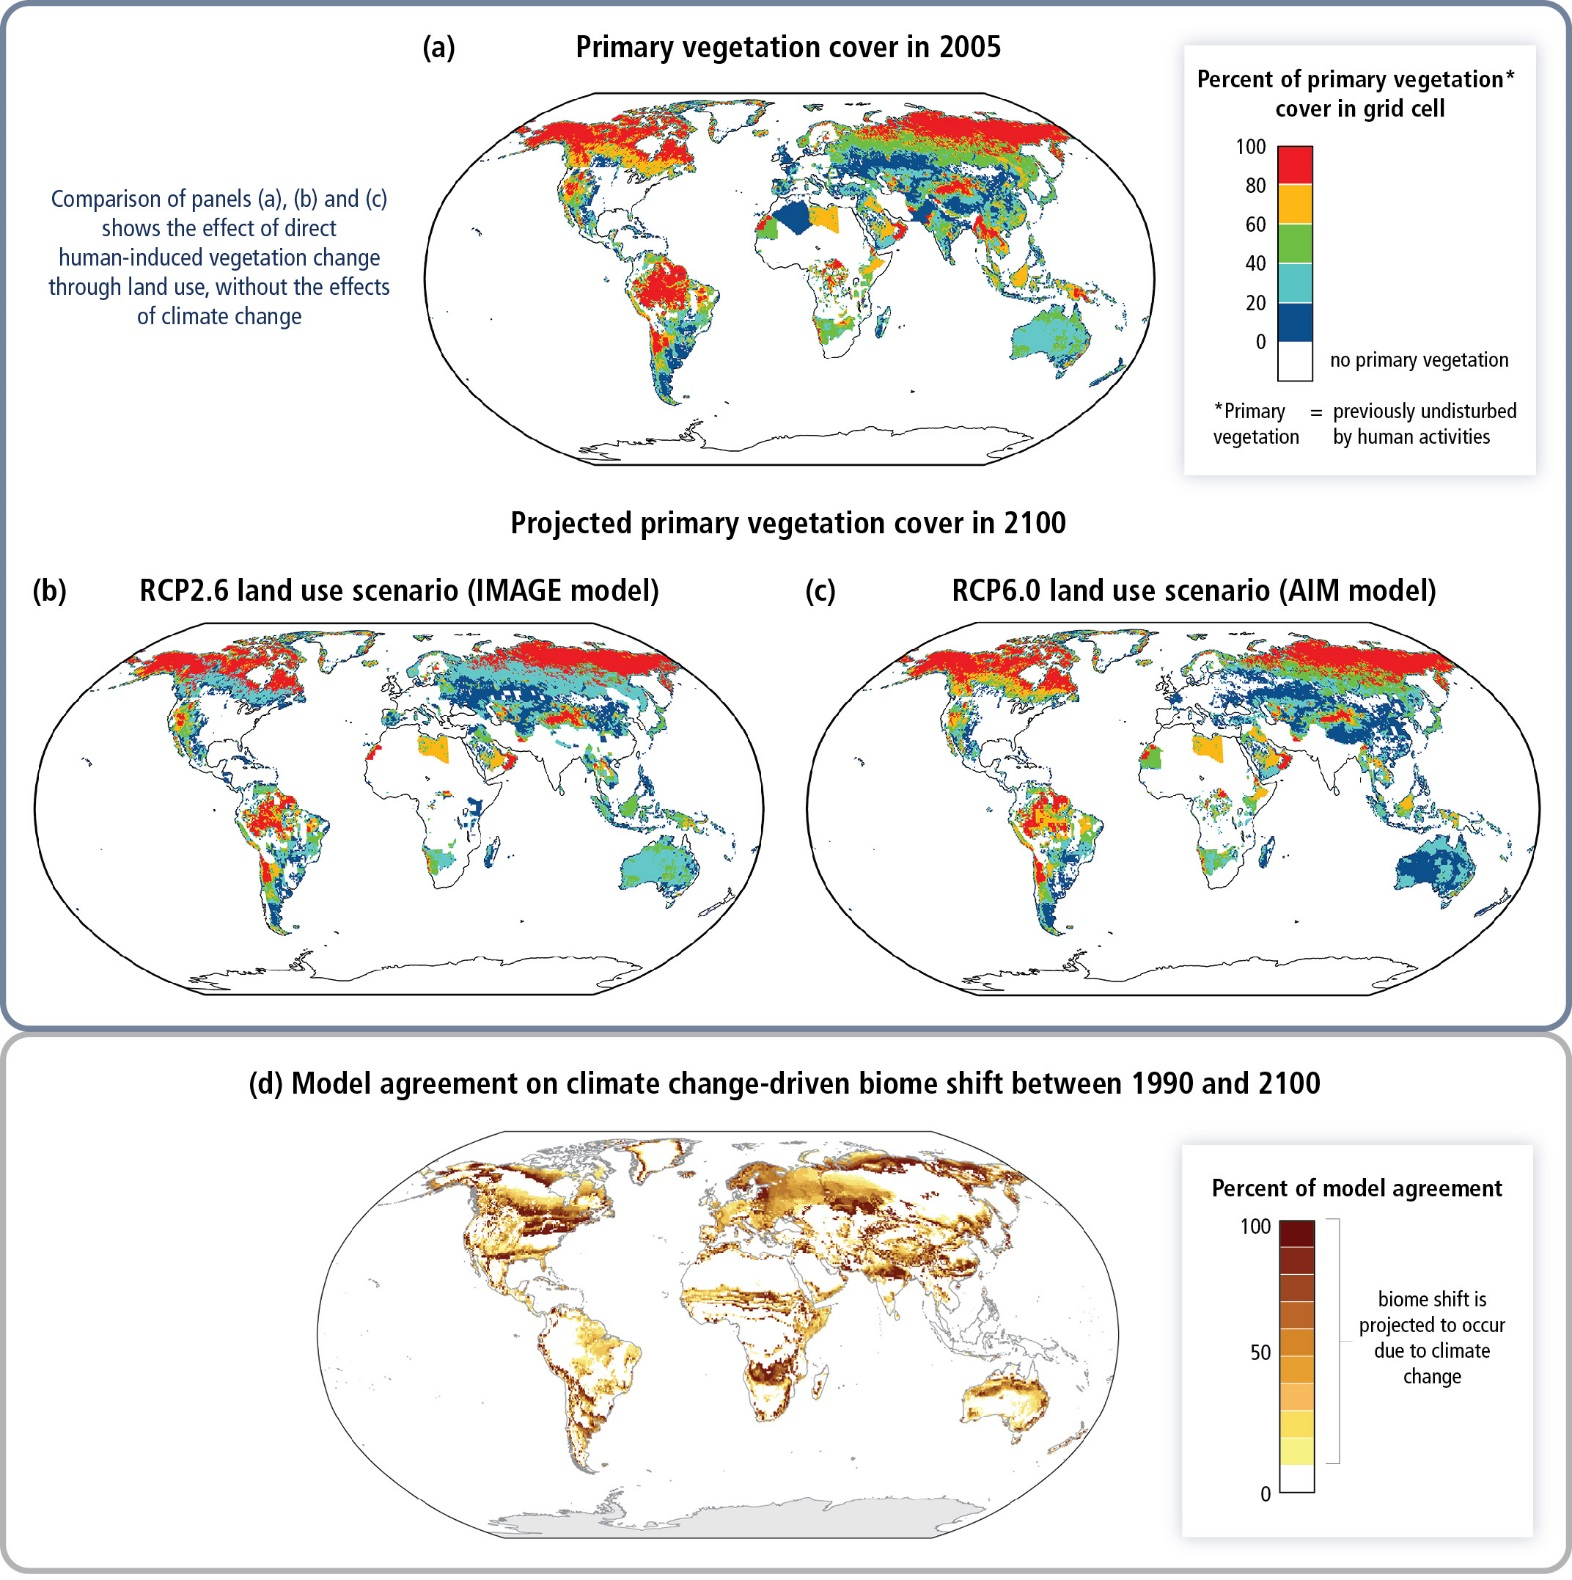 (a) Primary vegetation cover in 2005
Comparison of panels (a), (b) and (c)
shows the effect of direct
human-induced vegetation change
through land use, without the effects
of climate change
Percent of primary vegetation*
cover in grid cell
100
80
60
40
20
0
no primary vegetation
*Primary = previously undisturbed
vegetation by human activities
Projected primary vegetation cover in 2100
(b) RCP2.6 land use scenario (IMAGE model)
(c) RCP6.0 land use scenario (AIM model)
(d) Model agreement on climate change-driven biome shift between 1990 and 2100
Percent of model agreement
100
50
0
biome shift is
projected to occur
due to climate
change